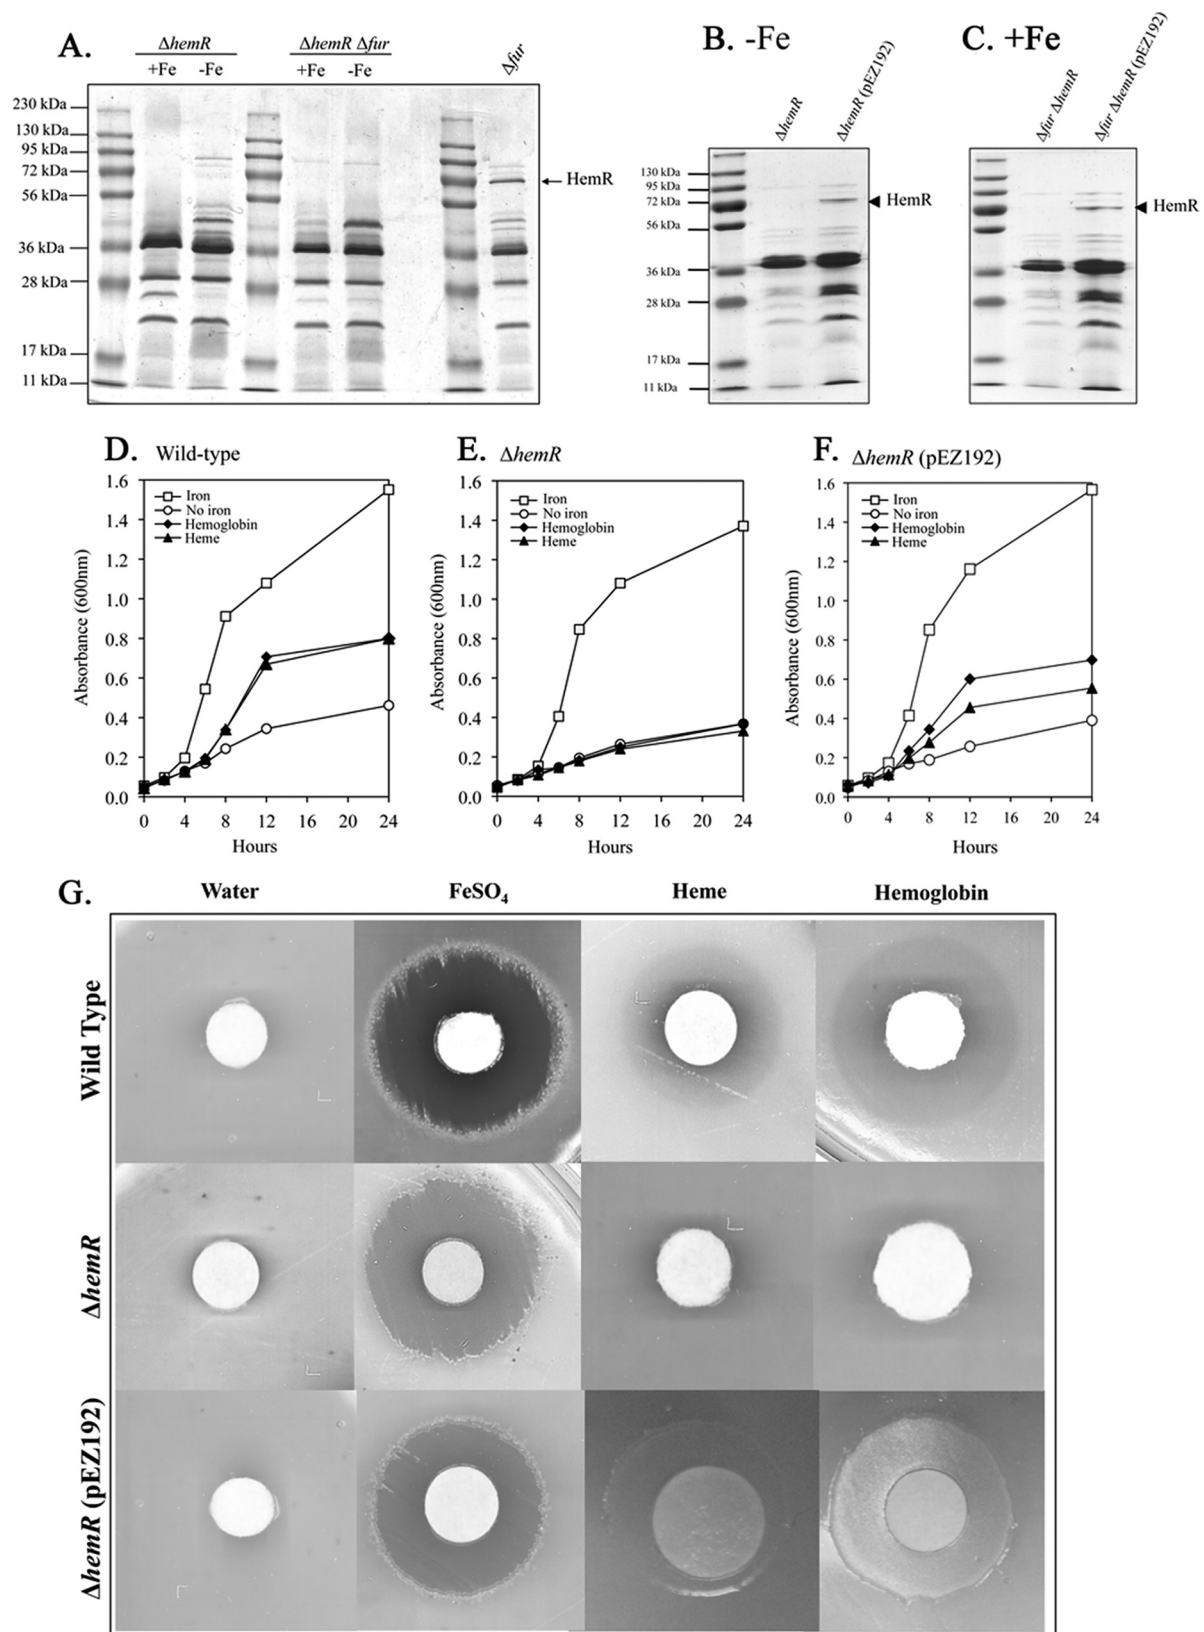 A.
ΔhemR
ΔhemR Δfur
Δfur
+Fe -Fe
+Fe -Fe
230 kDa
130 kDa
95 kDa
72 kDa
56 kDa
36 kDa
28 kDa
17 kDa
11 kDa
HemR
B. -Fe
ΔhemR
ΔhemR (pEZ192)
130 kDa
95 kDa
72 kDa
56 kDa
36 kDa
28 kDa
17 kDa
11 kDa
HemR
C. +Fe
Δfur ΔhemR
Δfur ΔhemR (pEZ192)
HemR
D. Wild-type
Absorbance (600nm)
1.6
1.4
1.2
1.0
0.8
0.6
0.4
0.2
0.0
Iron
No iron
Hemoglobin
Heme
0 4 8 12 16 20 24
Hours
E. ΔhemR
Absorbance (600nm)
1.6
1.4
1.2
1.0
0.8
0.6
0.4
0.2
0.0
Iron
No iron
Hemoglobin
Heme
0 4 8 12 16 20 24
Hours
F. ΔhemR (pEZ192)
Absorbance (600nm)
1.6
1.4
1.2
1.0
0.8
0.6
0.4
0.2
0.0
Iron
No iron
Hemoglobin
Heme
0 4 8 12 16 20 24
Hours
G.
Water FeSO₄ Heme Hemoglobin
Wild Type
ΔhemR
ΔhemR (pEZ192)